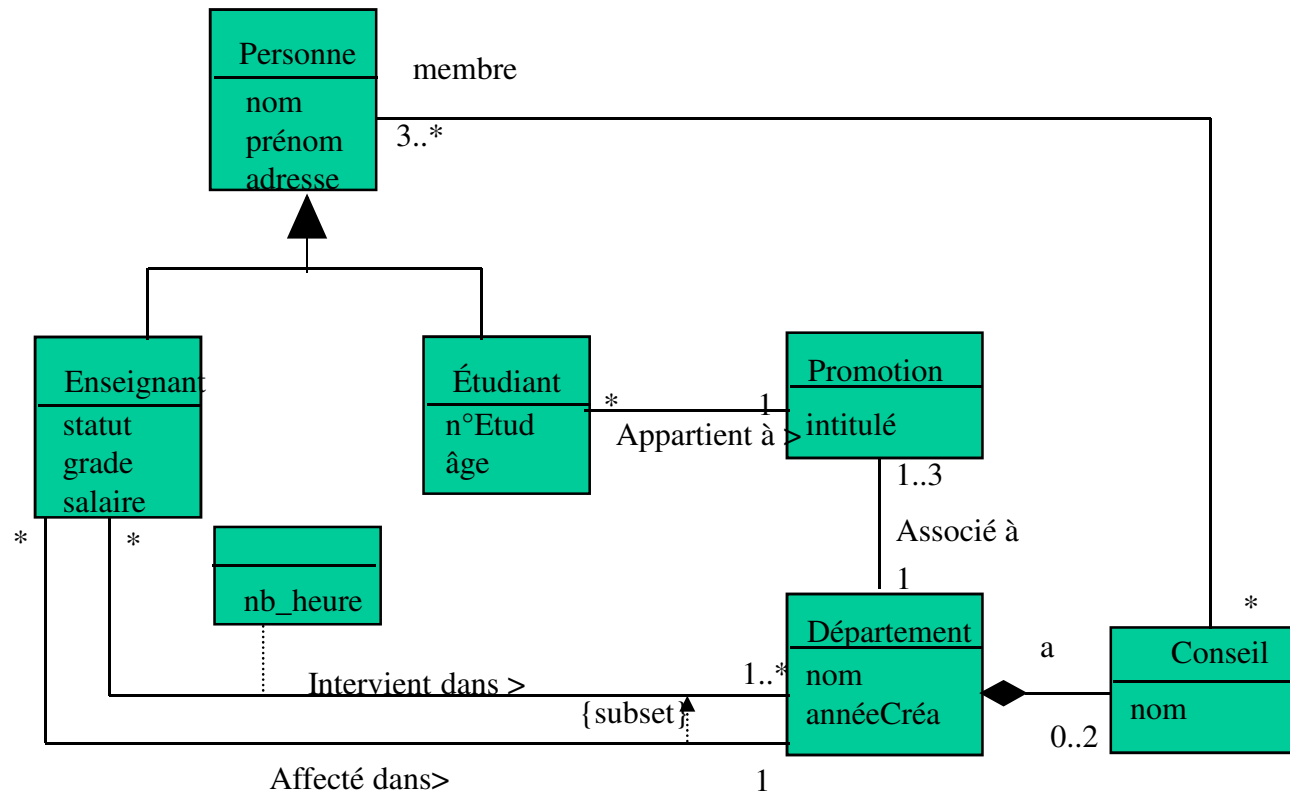 Personne
nom
prénom
adresse
membre
3..*
Enseignant
statut
grade
salaire
Étudiant
n°Etud
âge
*
1
Appartient à >
Promotion
intitulé
1..3
Associé à
1
*
*
nb_heure
Intervient dans >
1..*
{subset}
Affecté dans>
1
Département
nom
annéeCréa
a
0..2
*
Conseil
nom